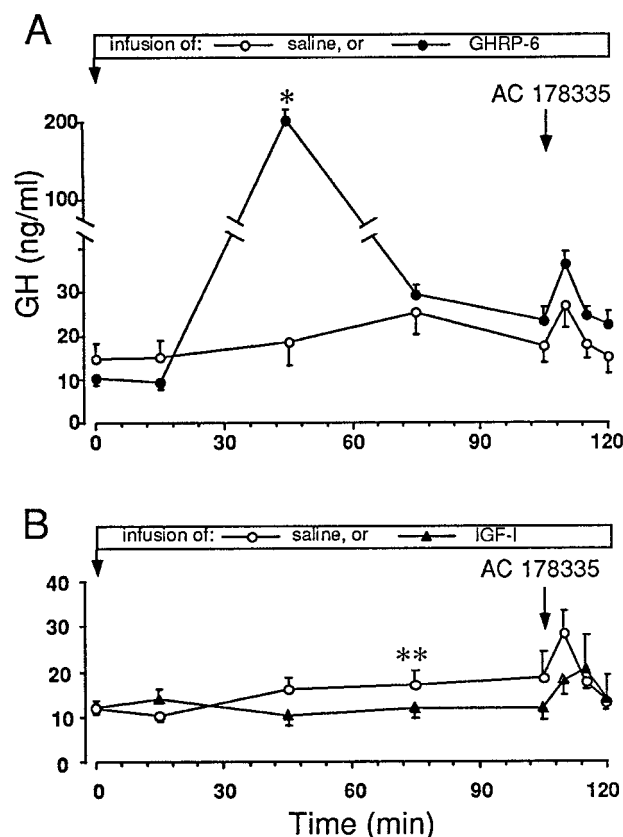 A
infusion of: saline, or GHRP-6
AC 178335
*
200
100
30
20
10
0
GH (ng/ml)
0 30 60 90 120
B
infusion of: saline, or IGF-I
AC 178335
**
40
30
20
10
0
0 30 60 90 120
Time (min)